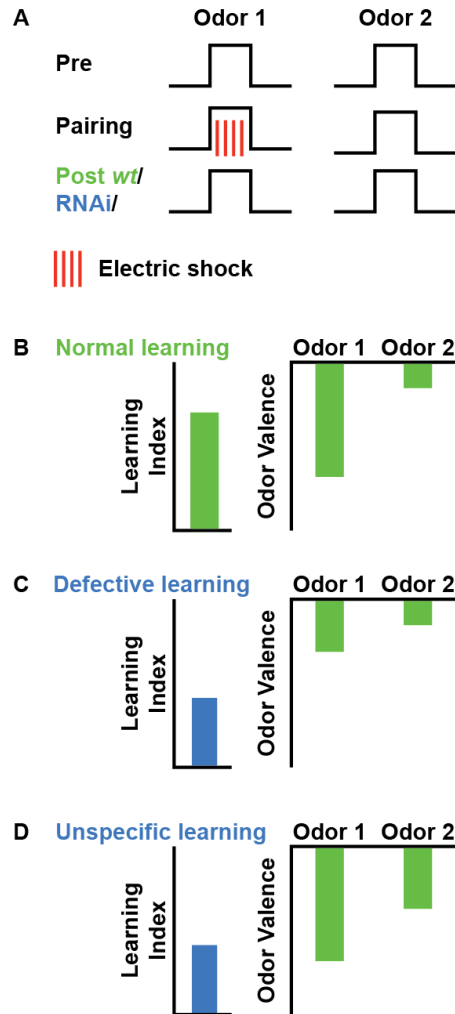 A Odor 1 Odor 2
Pre
Pairing
Post wt/
RNAi/
Electric shock
B Normal learning
Learning Index
Odor Valence
Odor 1 Odor 2
C Defective learning
Learning Index
Odor Valence
Odor 1 Odor 2
D Unspecific learning
Learning Index
Odor Valence
Odor 1 Odor 2